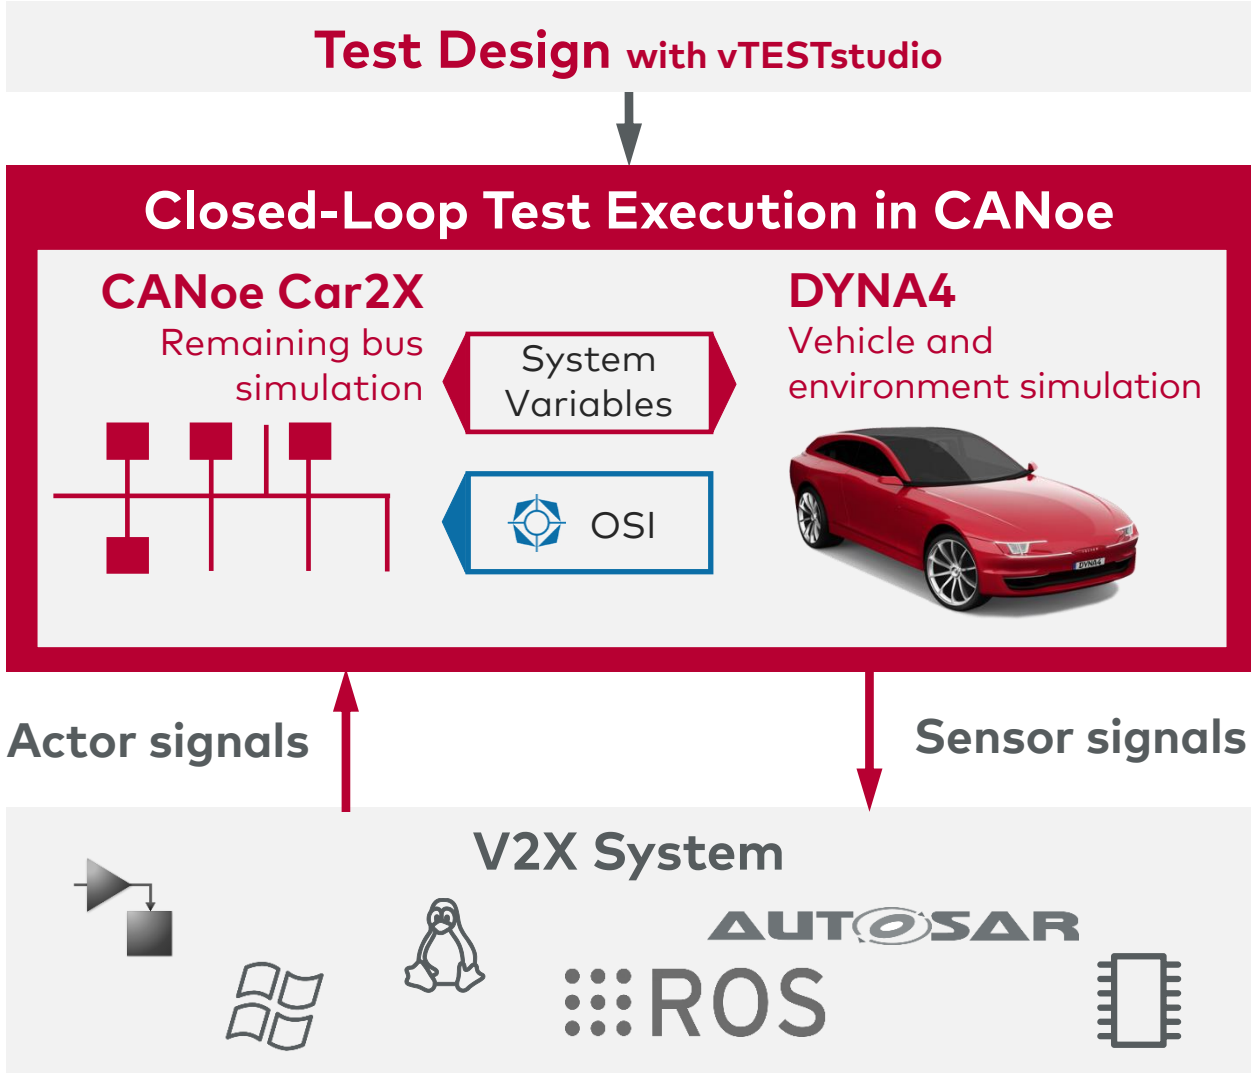 Test Design with vTESTstudio
Closed-Loop Test Execution in CANoe
CANoe Car2X
Remaining bus
simulation
System
Variables
OSI
DYNA4
Vehicle and
environment simulation
DYNA4
Actor signals
Sensor signals
V2X System
AUTOSAR
ROS